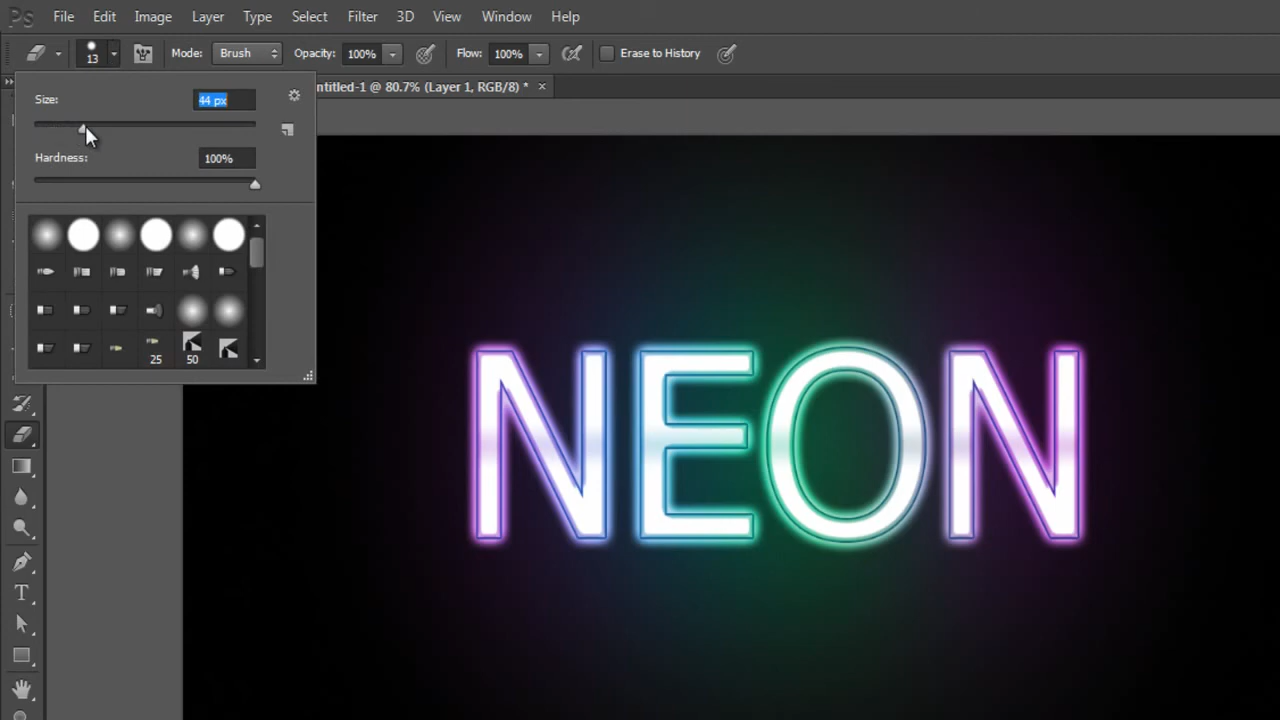 Ps File Edit Image Layer Type Select Filter 3D View Window Help
13 Mode: Brush Opacity: 100% Flow: 100% Erase to History
ntitled-1 @ 80.7% (Layer 1, RGB/8) * ×
Size: 44 px
Hardness: 100%
25 50
T
NEON